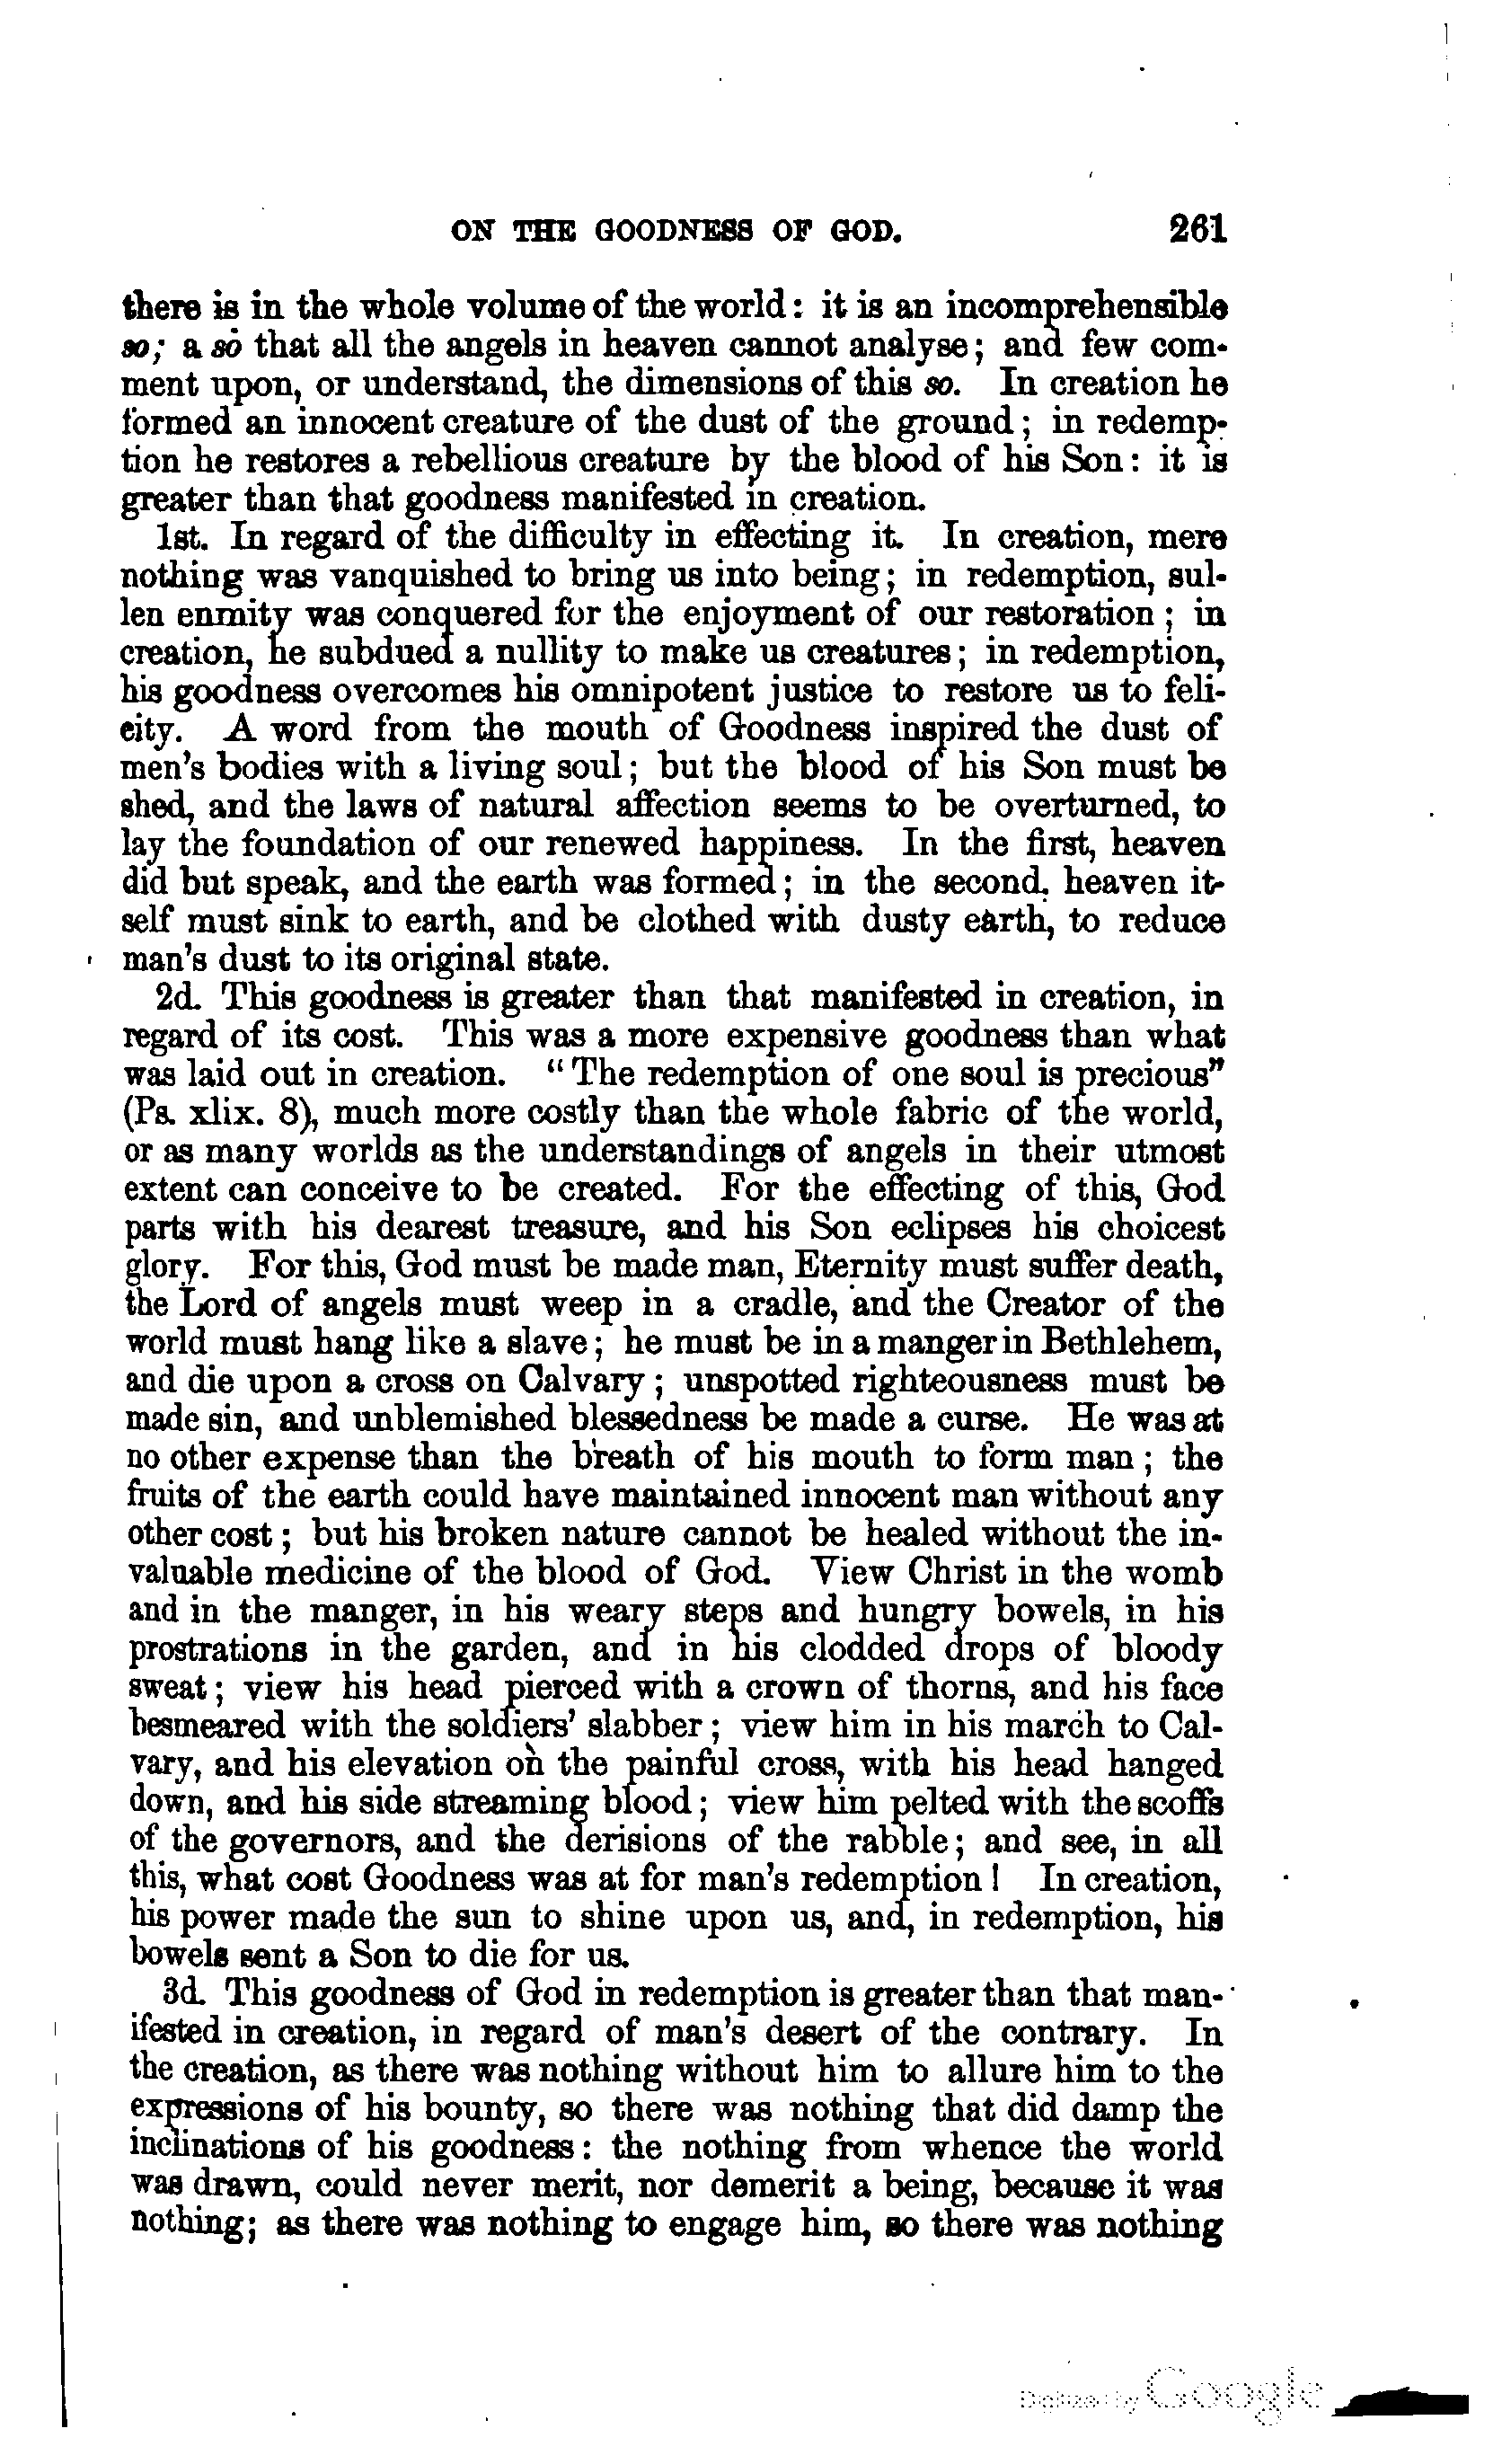 ON THE GOODNESS OF GOD. 261
there is in the whole volume of the world: it is an incomprehensible
so; a so that all the angels in heaven cannot analyse; and few com-
ment upon, or understand, the dimensions of this so. In creation he
formed an innocent creature of the dust of the ground; in redemp-
tion he restores a rebellious creature by the blood of his Son: it is
greater than that goodness manifested in creation.
1st. In regard of the difficulty in effecting it. In creation, mere
nothing was vanquished to bring us into being; in redemption, sul-
len enmity was conquered for the enjoyment of our restoration; in
creation, he subdued a nullity to make us creatures; in redemption,
his goodness overcomes his omnipotent justice to restore us to feli-
city. A word from the mouth of Goodness inspired the dust of
men's bodies with a living soul; but the blood of his Son must be
shed, and the laws of natural affection seems to be overturned, to
lay the foundation of our renewed happiness. In the first, heaven
did but speak, and the earth was formed; in the second, heaven it-
self must sink to earth, and be clothed with dusty earth, to reduce
man's dust to its original state.
2d. This goodness is greater than that manifested in creation, in
regard of its cost. This was a more expensive goodness than what
was laid out in creation. "The redemption of one soul is precious"
(Ps. xlix. 8), much more costly than the whole fabric of the world,
or as many worlds as the understandings of angels in their utmost
extent can conceive to be created. For the effecting of this, God
parts with his dearest treasure, and his Son eclipses his choicest
glory. For this, God must be made man, Eternity must suffer death,
the Lord of angels must weep in a cradle, and the Creator of the
world must hang like a slave; he must be in a manger in Bethlehem,
and die upon a cross on Calvary; unspotted righteousness must be
made sin, and unblemished blessedness be made a curse. He was at
no other expense than the breath of his mouth to form man; the
fruits of the earth could have maintained innocent man without any
other cost; but his broken nature cannot be healed without the in-
valuable medicine of the blood of God. View Christ in the womb
and in the manger, in his weary steps and hungry bowels, in his
prostrations in the garden, and in his clodded drops of bloody
sweat; view his head pierced with a crown of thorns, and his face
besmeared with the soldiers' slabber; view him in his march to Cal-
vary, and his elevation on the painful cross, with his head hanged
down, and his side streaming blood; view him pelted with the scoffs
of the governors, and the derisions of the rabble; and see, in all
this, what cost Goodness was at for man's redemption! In creation,
his power made the sun to shine upon us, and, in redemption, his
bowels sent a Son to die for us.
3d. This goodness of God in redemption is greater than that man-
ifested in creation, in regard of man's desert of the contrary. In
the creation, as there was nothing without him to allure him to the
expressions of his bounty, so there was nothing that did damp the
inclinations of his goodness: the nothing from whence the world
was drawn, could never merit, nor demerit a being, because it was
nothing; as there was nothing to engage him, so there was nothing
Digitized by Google